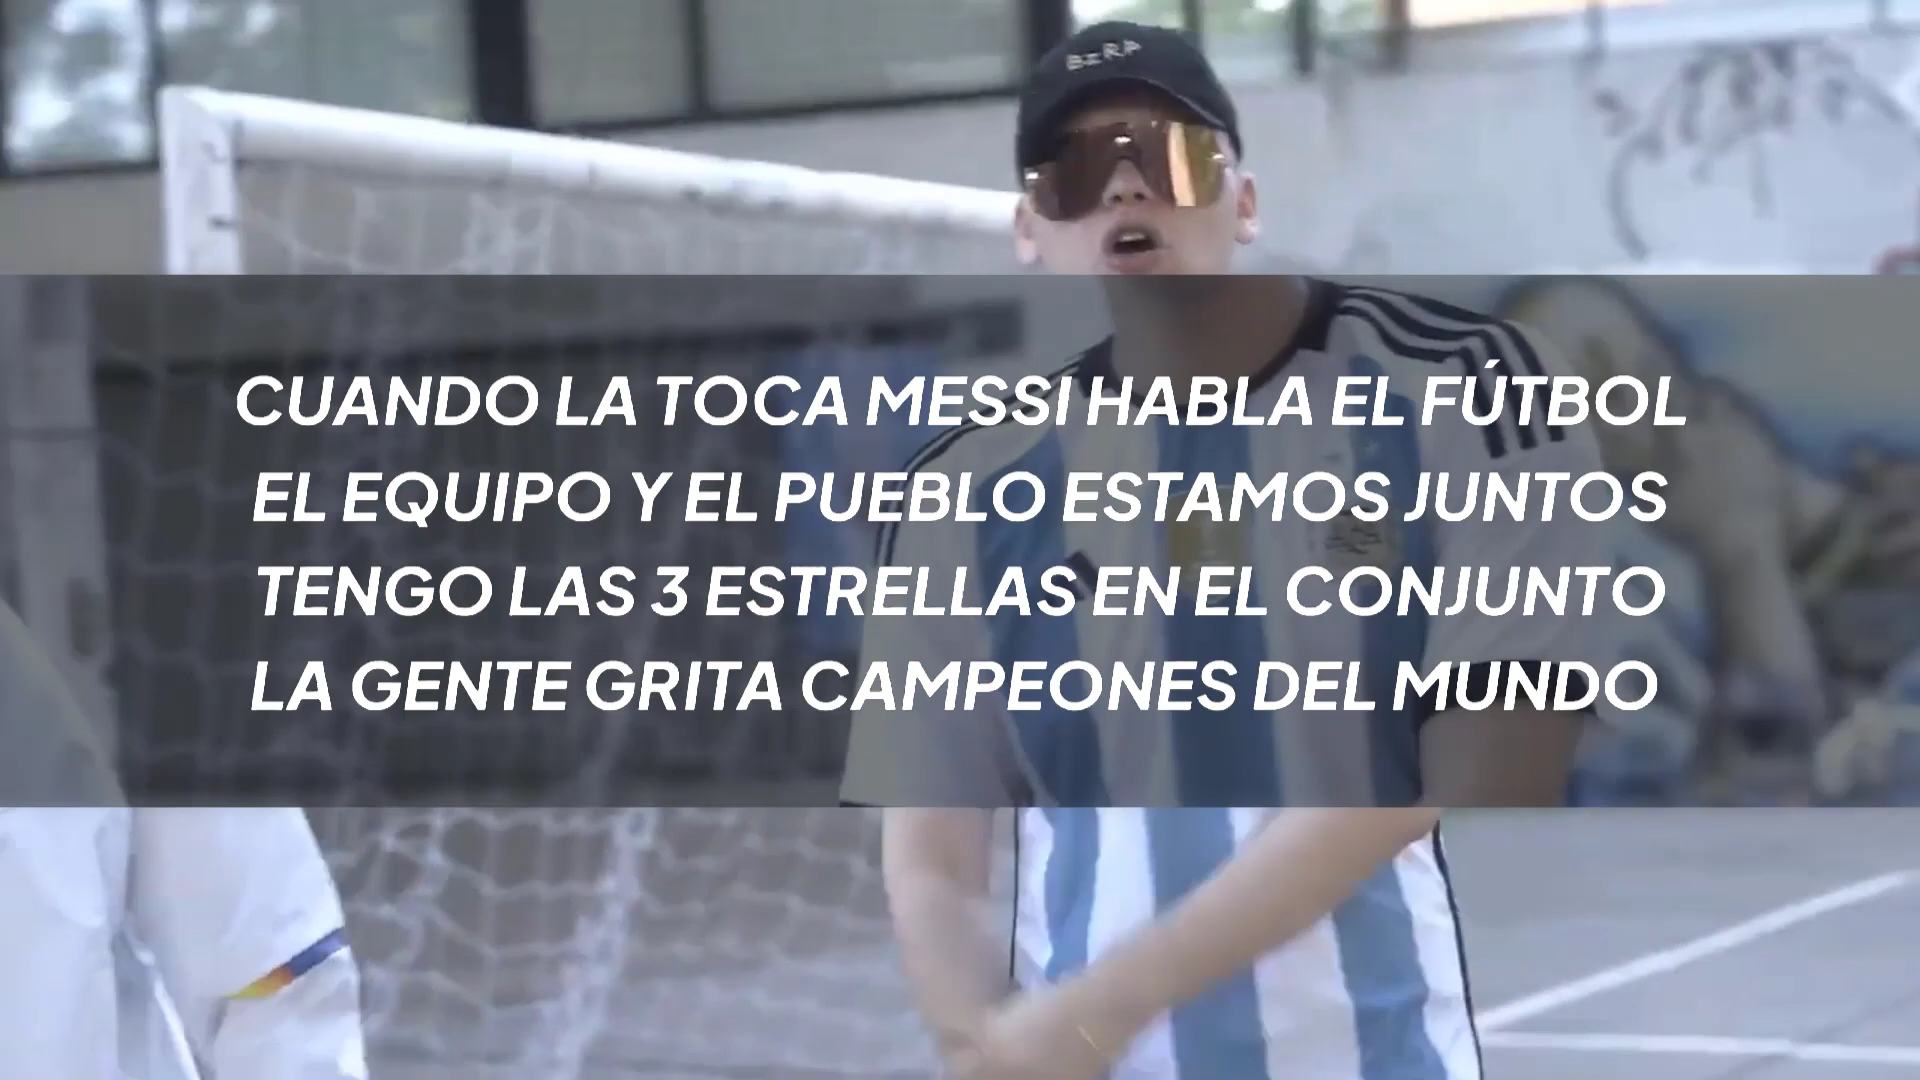 BZRP
CUANDO LA TOCA MESSI HABLA EL FÚTBOL
EL EQUIPO Y EL PUEBLO ESTAMOS JUNTOS
TENGO LAS 3 ESTRELLAS EN EL CONJUNTO
LA GENTE GRITA CAMPEONES DEL MUNDO